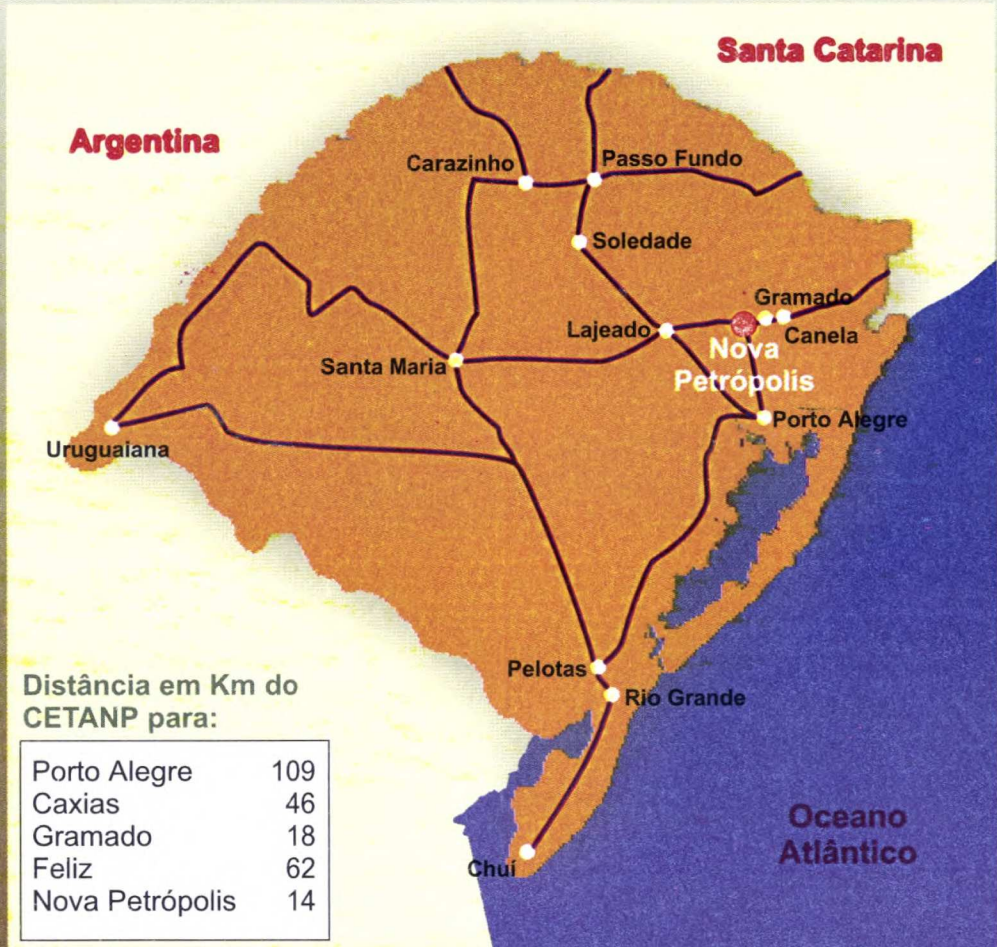 Santa Catarina
Argentina
Carazinho
Passo Fundo
Soledade
Gramado
Lajeado
Canela
Nova
Petrópolis
Santa Maria
Porto Alegre
Uruguaiana
Pelotas
Rio Grande
Distância em Km do
CETANP para:
Porto Alegre 109
Caxias 46
Gramado 18
Feliz 62
Nova Petrópolis 14
Oceano
Atlântico
Chuí